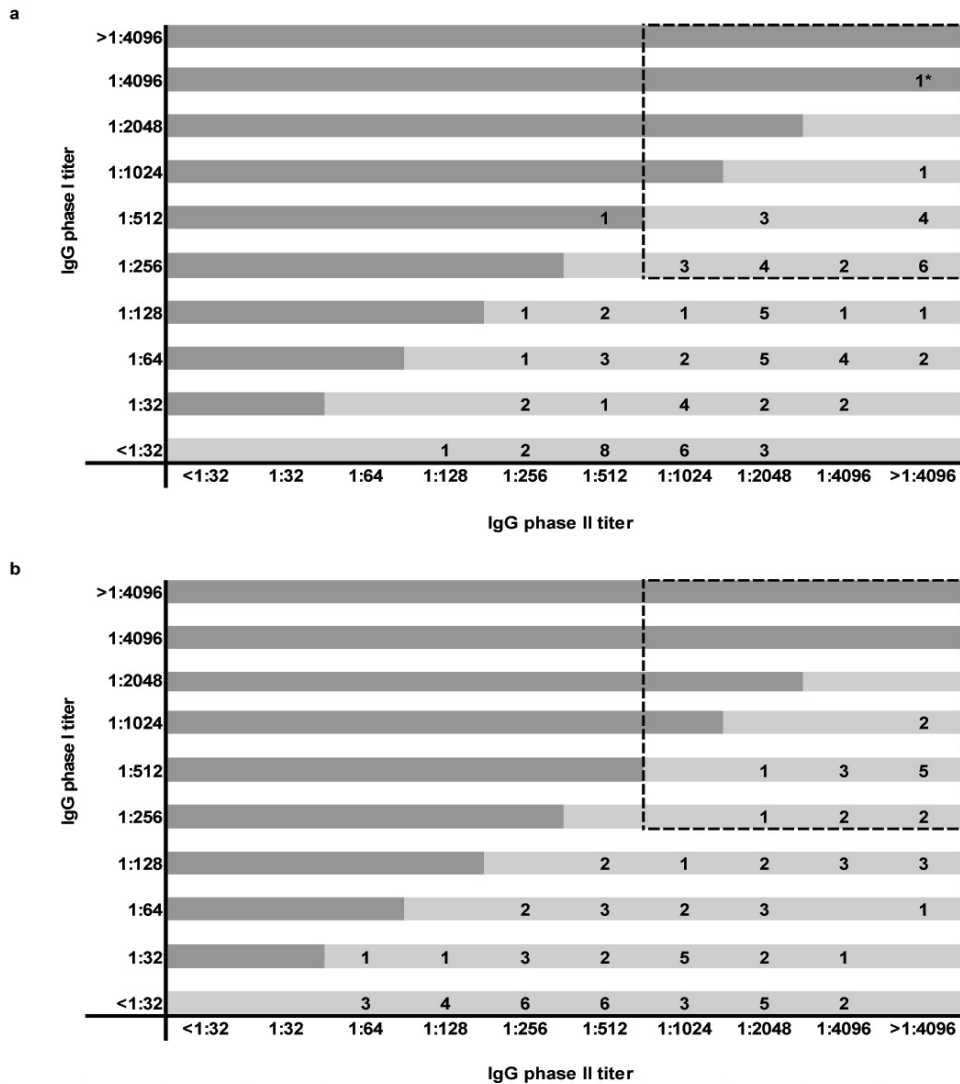 a
>1:4096
1:4096 1*
1:2048
1:1024 1
1:512 1 3 4
1:256 3 4 2 6
1:128 1 2 1 5 1 1
1:64 1 3 2 5 4 2
1:32 2 1 4 2 2
<1:32 1 2 8 6 3
<1:32 1:32 1:64 1:128 1:256 1:512 1:1024 1:2048 1:4096 >1:4096
IgG phase I titer
IgG phase II titer
b
>1:4096
1:4096
1:2048
1:1024 2
1:512 1 3 5
1:256 1 2 2
1:128 2 1 2 3 3
1:64 2 3 2 3 1
1:32 1 1 3 2 5 2 1
<1:32 3 4 6 6 3 5 2
<1:32 1:32 1:64 1:128 1:256 1:512 1:1024 1:2048 1:4096 >1:4096
IgG phase I titer
IgG phase II titer